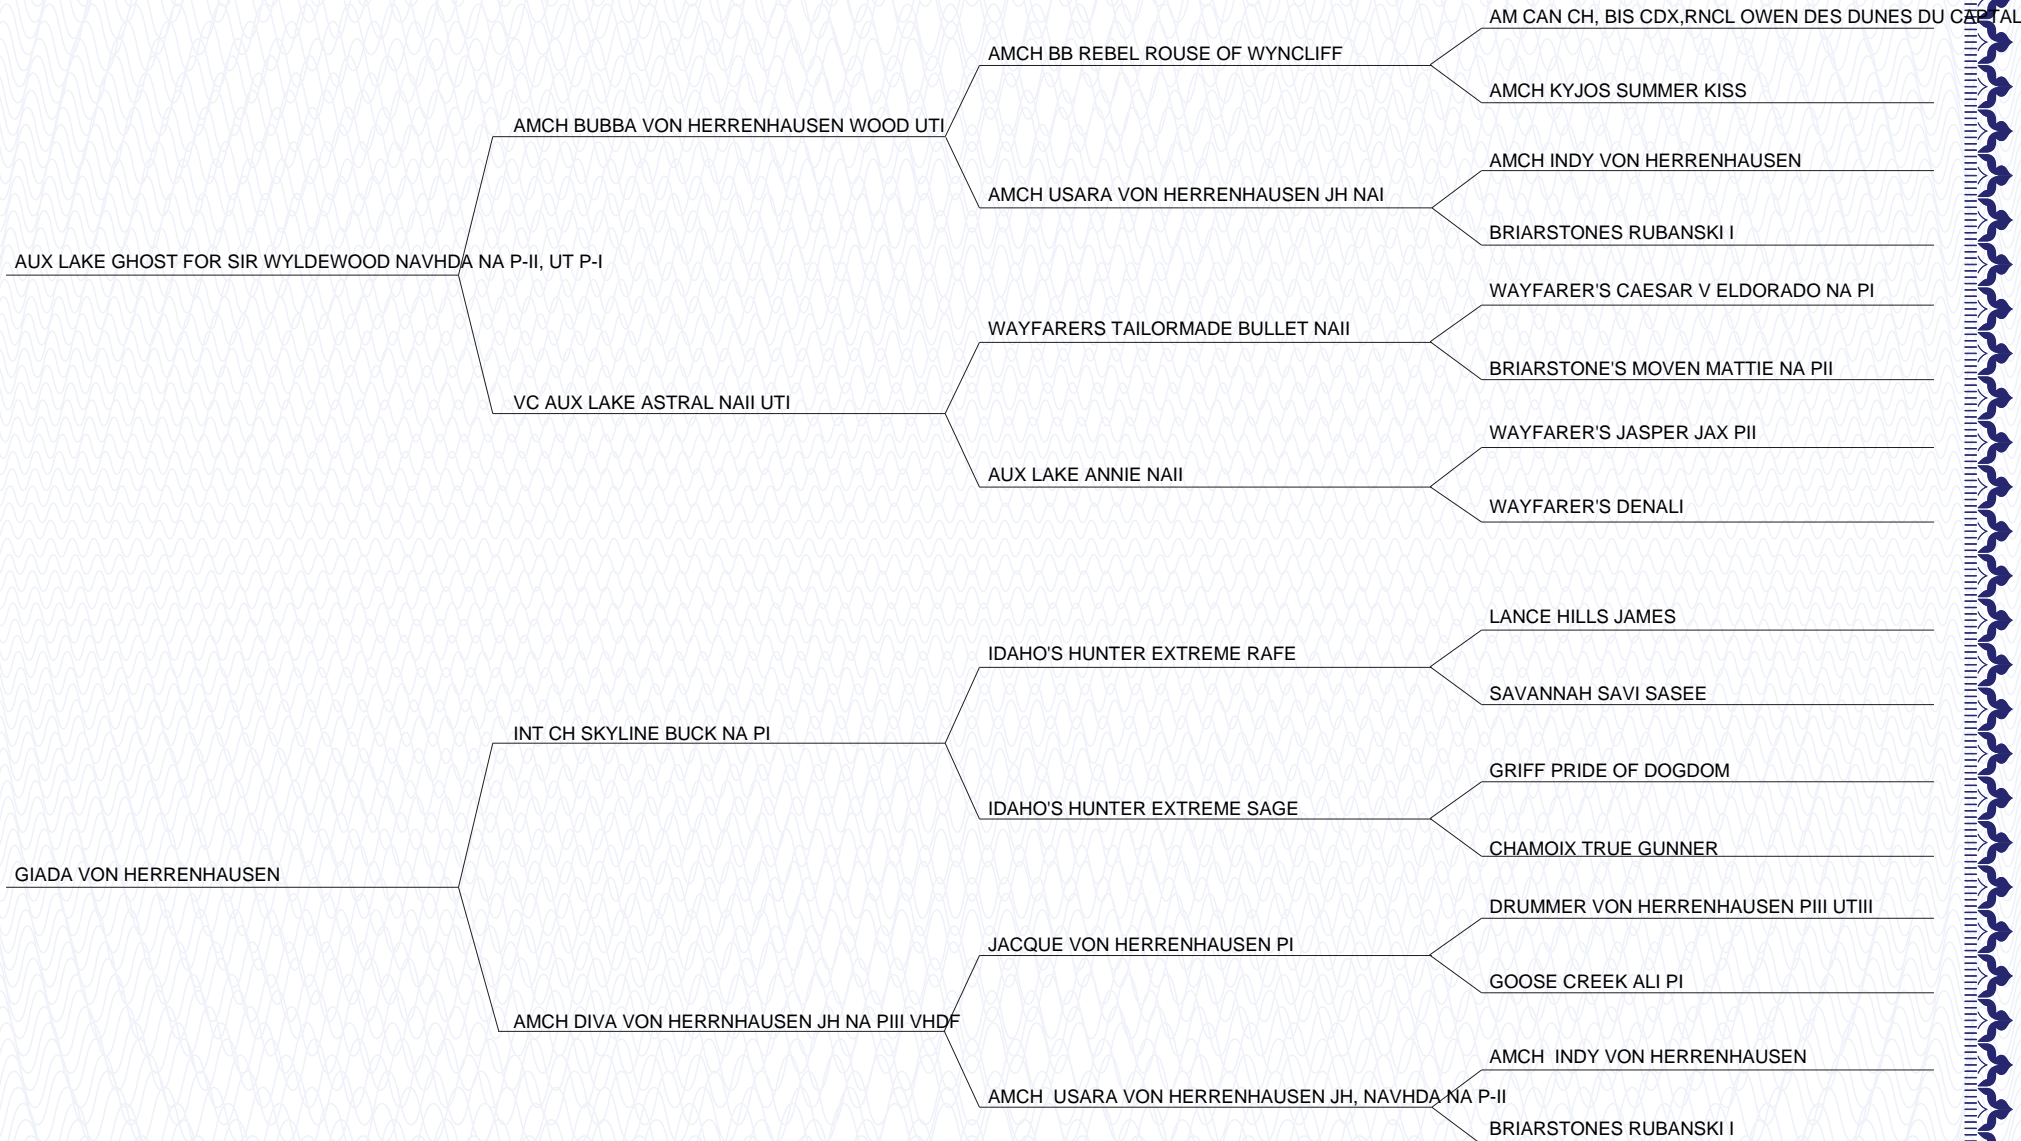 AM CAN CH, BIS CDX,RNCL OWEN DES DUNES DU CAPTAL
AMCH BB REBEL ROUSE OF WYNCLIFF
AMCH KYJOS SUMMER KISS
AMCH BUBBA VON HERRENHAUSEN WOOD UTI
AMCH INDY VON HERRENHAUSEN
AMCH USARA VON HERRENHAUSEN JH NAI
BRIARSTONES RUBANSKI I
AUX LAKE GHOST FOR SIR WYLDEWOOD NAVHDA NA P-II, UT P-I
WAYFARER'S CAESAR V ELDORADO NA PI
WAYFARERS TAILORMADE BULLET NAII
BRIARSTONE'S MOVEN MATTIE NA PII
VC AUX LAKE ASTRAL NAII UTI
WAYFARER'S JASPER JAX PII
AUX LAKE ANNIE NAII
WAYFARER'S DENALI
LANCE HILLS JAMES
IDAHO'S HUNTER EXTREME RAFE
SAVANNAH SAVI SASEE
INT CH SKYLINE BUCK NA PI
GRIFF PRIDE OF DOGDOM
IDAHO'S HUNTER EXTREME SAGE
CHAMOIX TRUE GUNNER
GIADA VON HERRENHAUSEN
DRUMMER VON HERRENHAUSEN PIII UTIII
JACQUE VON HERRENHAUSEN PI
GOOSE CREEK ALI PI
AMCH DIVA VON HERRNHAUSEN JH NA PIII VHDF
AMCH  INDY VON HERRENHAUSEN
AMCH  USARA VON HERRENHAUSEN JH, NAVHDA NA P-II
BRIARSTONES RUBANSKI I